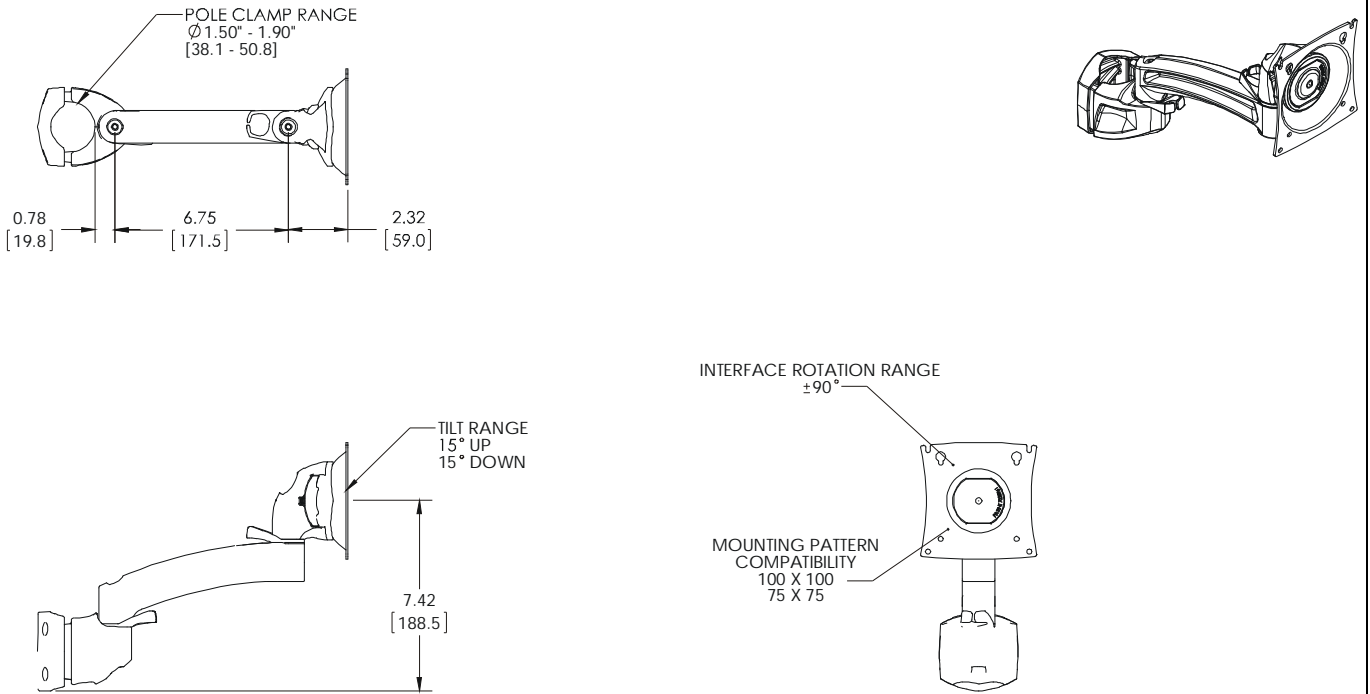 POLE CLAMP RANGE
Ø1.50" - 1.90"
[38.1 - 50.8]
0.78
[19.8]
6.75
[171.5]
2.32
[59.0]
INTERFACE ROTATION RANGE
±90°
TILT RANGE
15° UP
15° DOWN
MOUNTING PATTERN
COMPATIBILITY
100 X 100
75 X 75
7.42
[188.5]